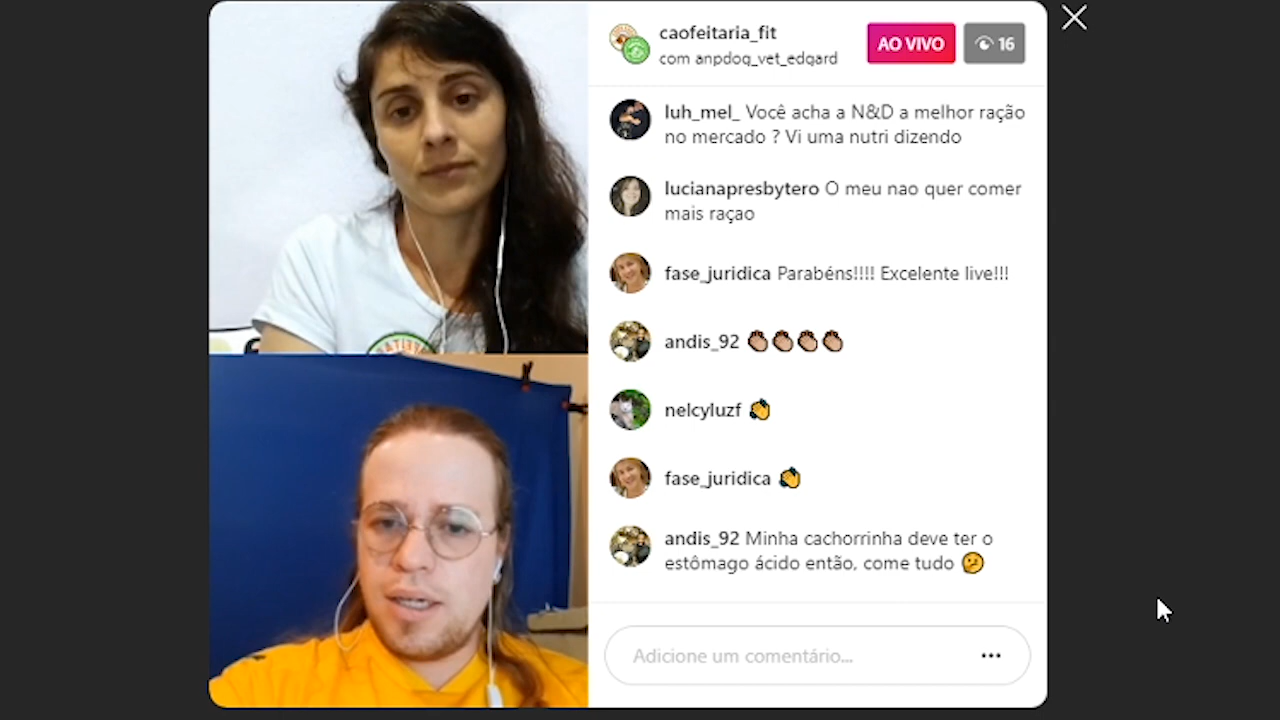 caofeitaria_fit
com anpdog_vet_edgard
AO VIVO
16
luh_mel_ Você acha a N&D a melhor ração
no mercado ? Vi uma nutri dizendo
lucianapresbytero O meu nao quer comer
mais raçao
fase_juridica Parabéns!!!! Excelente live!!!
andis_92 👏🏼👏🏼👏🏼👏🏼
nelcyluzf 👏
fase_juridica 👏
andis_92 Minha cachorrinha deve ter o
estômago ácido então, come tudo 🤔
Adicione um comentário...